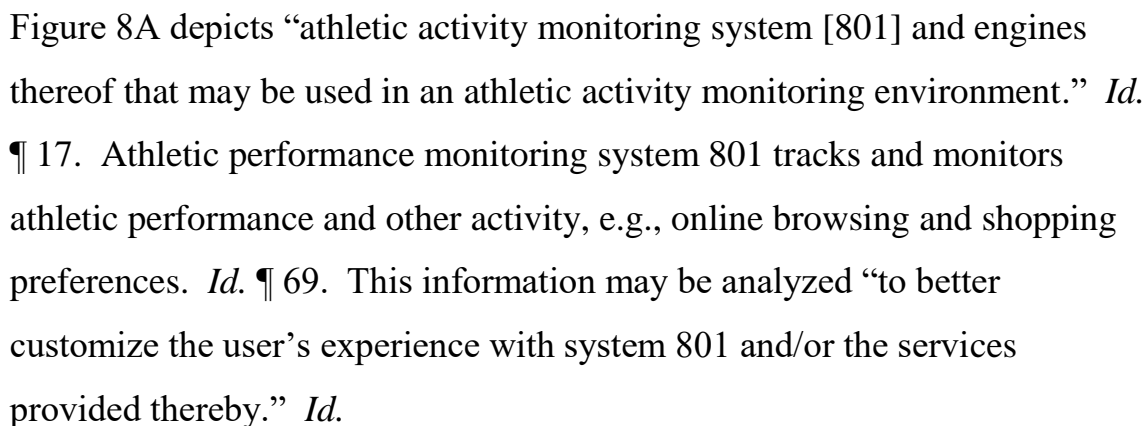 Figure 8A depicts “athletic activity monitoring system [801] and engines
thereof that may be used in an athletic activity monitoring environment.” Id.
¶ 17. Athletic performance monitoring system 801 tracks and monitors
athletic performance and other activity, e.g., online browsing and shopping
preferences. Id. ¶ 69. This information may be analyzed “to better
customize the user’s experience with system 801 and/or the services
provided thereby.” Id.